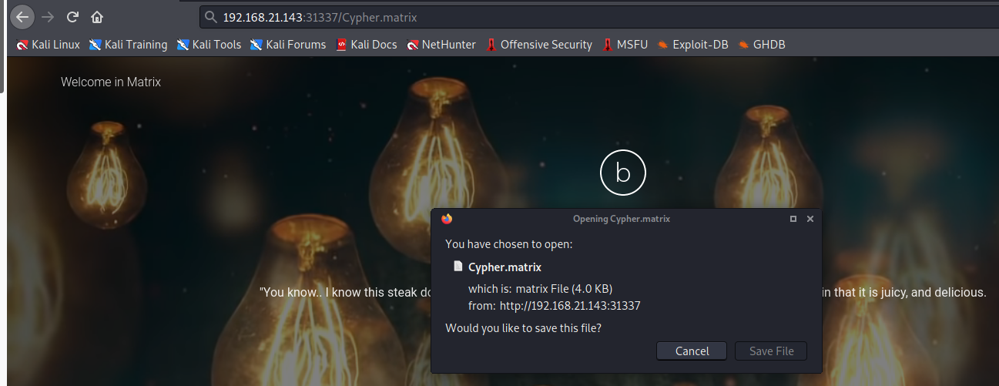 192.168.21.143:31337/Cypher.matrix
Kali Linux Kali Training Kali Tools Kali Forums Kali Docs NetHunter Offensive Security MSFU Exploit-DB GHDB
Welcome in Matrix
b
Opening Cypher.matrix
You have chosen to open:
Cypher.matrix
which is: matrix File (4.0 KB)
from: http://192.168.21.143:31337
"You know.. I know this steak in that it is juicy, and delicious.
Would you like to save this file?
Cancel Save File